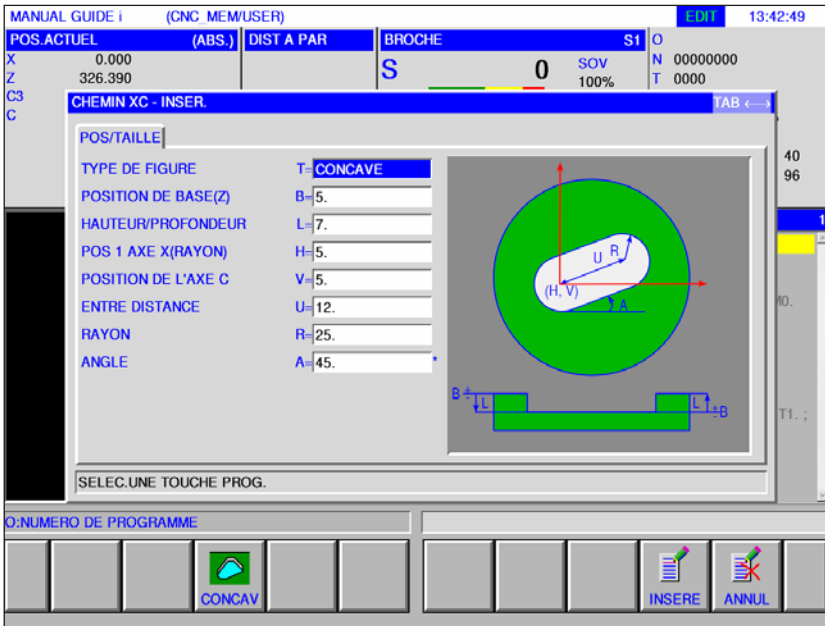 MANUAL GUIDE i (CNC_MEM/USER) EDIT 13:42:49
POS.ACTUEL (ABS.) DIST A PAR BROCHE S1 O
X 0.000 S 0 SOV N 00000000
Z 326.390 100% T 0000
C3
C
CHEMIN XC - INSER. TAB ←→
POS/TAILLE
TYPE DE FIGURE T= CONCAVE
POSITION DE BASE(Z) B= 5.
HAUTEUR/PROFONDEUR L= 7.
POS 1 AXE X(RAYON) H= 5.
POSITION DE L'AXE C V= 5.
ENTRE DISTANCE U= 12.
RAYON R= 25.
ANGLE A= 45. *
U R
(H, V)
A
B + - L L + - B
40
96
1
M0.
T1. ;
SELEC.UNE TOUCHE PROG.
O:NUMERO DE PROGRAMME
CONCAV INSERE ANNUL